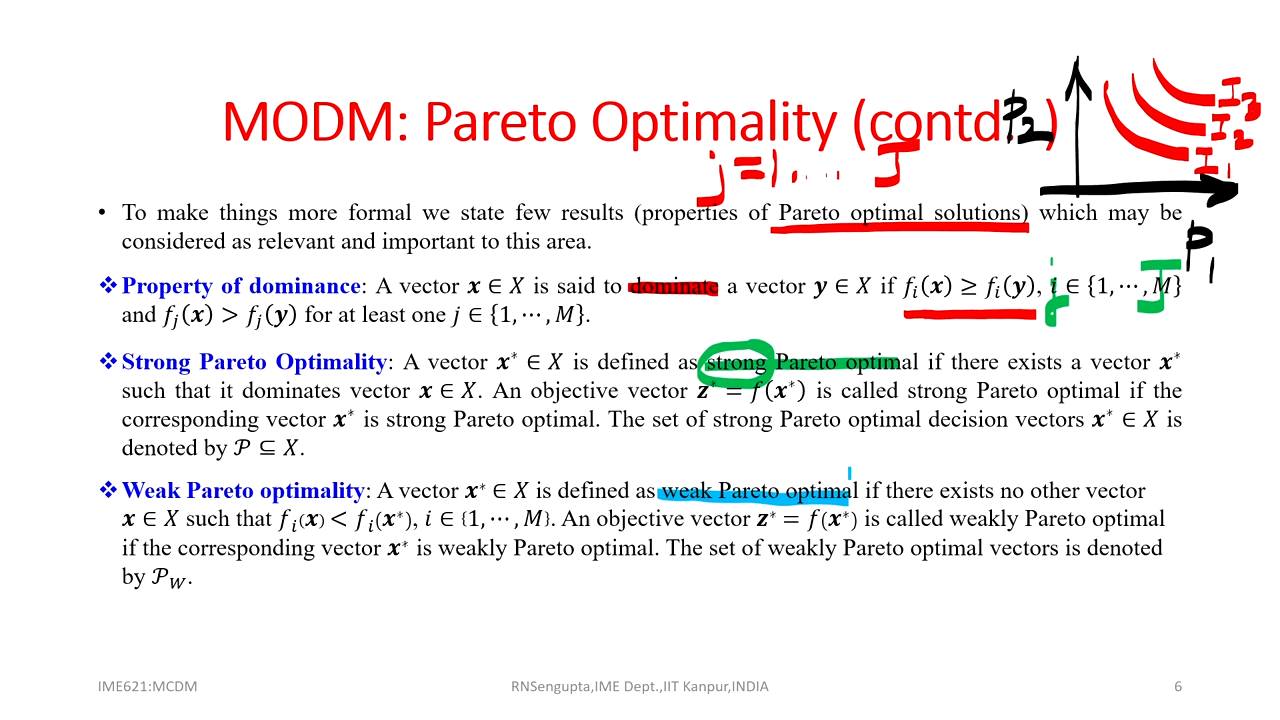 MODM: Pareto Optimality (contd..)
j=1.... J
P2
I3
I2
I1
P1
• To make things more formal we state few results (properties of Pareto optimal solutions) which may be
considered as relevant and important to this area.
❖Property of dominance: A vector 𝒙 ∈ 𝑋 is said to dominate a vector 𝒚 ∈ 𝑋 if 𝑓ᵢ(𝒙) ≥ 𝑓ᵢ(𝒚), 𝑖 ∈ {1, ⋯ , 𝑀}
j J
and 𝑓ⱼ(𝒙) > 𝑓ⱼ(𝒚) for at least one 𝑗 ∈ {1, ⋯ , 𝑀}.
❖Strong Pareto Optimality: A vector 𝒙* ∈ 𝑋 is defined as strong Pareto optimal if there exists a vector 𝒙*
such that it dominates vector 𝒙 ∈ 𝑋. An objective vector 𝒛* = 𝑓(𝒙*) is called strong Pareto optimal if the
corresponding vector 𝒙* is strong Pareto optimal. The set of strong Pareto optimal decision vectors 𝒙* ∈ 𝑋 is
denoted by 𝒫 ⊆ 𝑋.
❖Weak Pareto optimality: A vector 𝒙* ∈ 𝑋 is defined as weak Pareto optimal if there exists no other vector
𝒙 ∈ 𝑋 such that 𝑓ᵢ(𝒙) < 𝑓ᵢ(𝒙*), 𝑖 ∈ {1, ⋯ , 𝑀}. An objective vector 𝒛* = 𝑓(𝒙*) is called weakly Pareto optimal
if the corresponding vector 𝒙* is weakly Pareto optimal. The set of weakly Pareto optimal vectors is denoted
by 𝒫_W.
IME621:MCDM
RNSengupta,IME Dept.,IIT Kanpur,INDIA
6